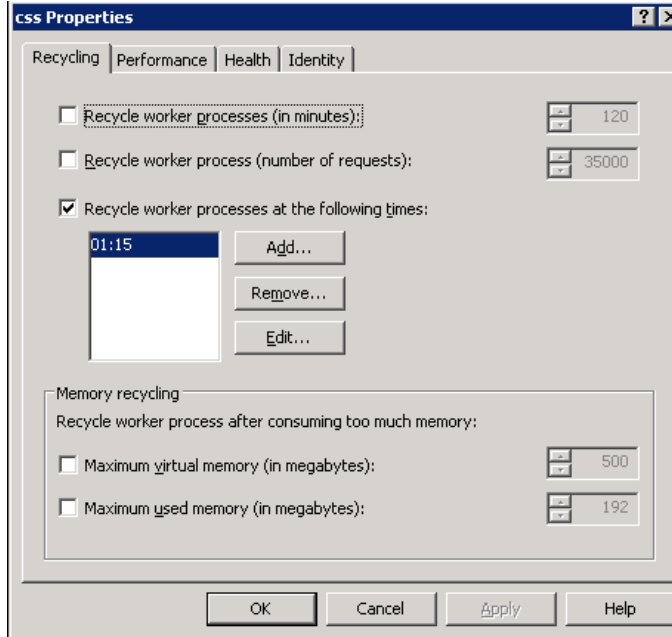 css Properties
Recycling Performance Health Identity
Recycle worker processes (in minutes): 120
Recycle worker process (number of requests): 35000
Recycle worker processes at the following times:
01:15
Add...
Remove...
Edit...
Memory recycling
Recycle worker process after consuming too much memory:
Maximum virtual memory (in megabytes): 500
Maximum used memory (in megabytes): 192
OK Cancel Apply Help